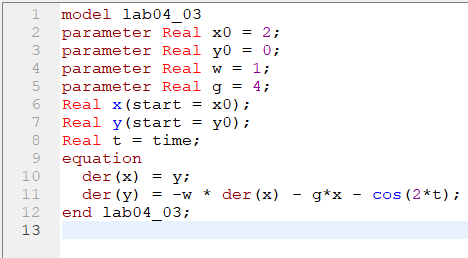 1 model lab04_03
2 parameter Real x0 = 2;
3 parameter Real y0 = 0;
4 parameter Real w = 1;
5 parameter Real g = 4;
6 Real x(start = x0);
7 Real y(start = y0);
8 Real t = time;
9 equation
10   der(x) = y;
11   der(y) = -w * der(x) - g*x - cos(2*t);
12 end lab04_03;
13